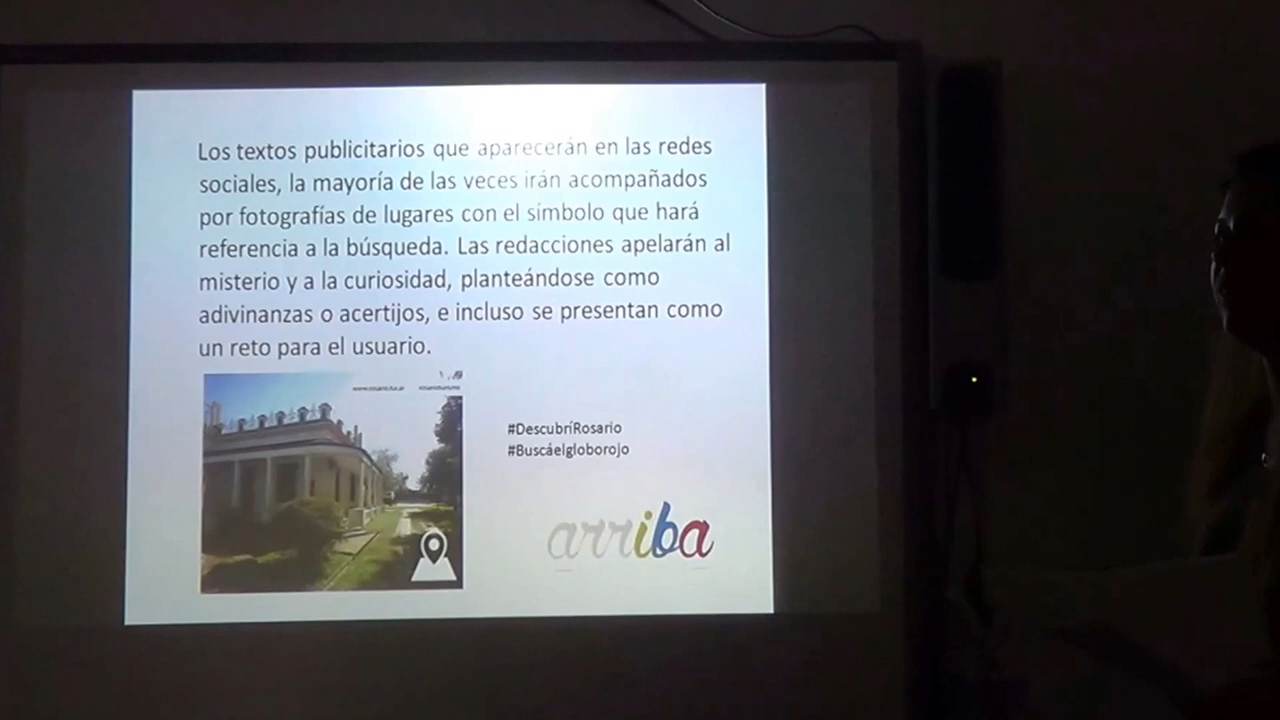 Los textos publicitarios que aparecerán en las redes
sociales, la mayoría de las veces irán acompañados
por fotografías de lugares con el símbolo que hará
referencia a la búsqueda. Las redacciones apelarán al
misterio y a la curiosidad, planteándose como
adivinanzas o acertijos, e incluso se presentan como
un reto para el usuario.
#DescubríRosario
#Buscáelgloborojo
arriba